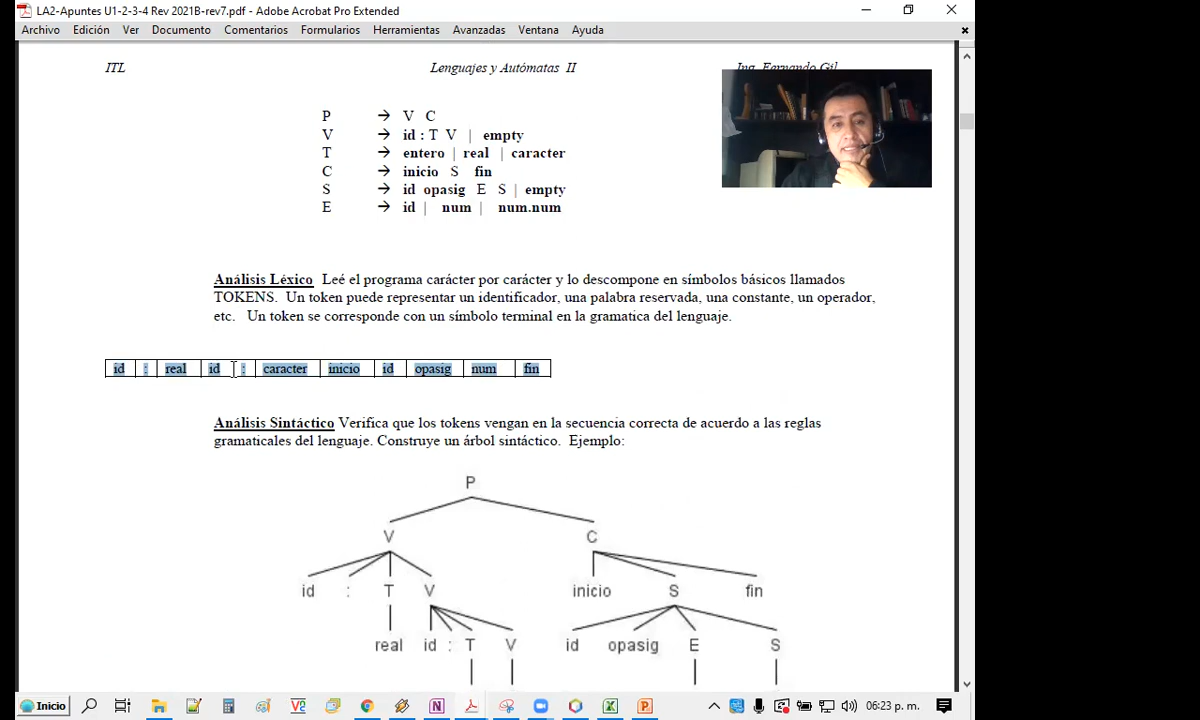 LA2-Apuntes U1-2-3-4 Rev 2021B-rev7.pdf - Adobe Acrobat Pro Extended
Archivo Edición Ver Documento Comentarios Formularios Herramientas Avanzadas Ventana Ayuda
ITL Lenguajes y Autómatas II Ing. Fernando Gil
P → V C
V → id : T V | empty
T → entero | real | caracter
C → inicio S fin
S → id opasig E S | empty
E → id | num | num.num
Análisis Léxico Leé el programa carácter por carácter y lo descompone en símbolos básicos llamados
TOKENS. Un token puede representar un identificador, una palabra reservada, una constante, un operador,
etc. Un token se corresponde con un símbolo terminal en la gramatica del lenguaje.
id : real id : caracter inicio id opasig num fin
Análisis Sintáctico Verifica que los tokens vengan en la secuencia correcta de acuerdo a las reglas
gramaticales del lenguaje. Construye un árbol sintáctico. Ejemplo:
P
V C
id : T V inicio S fin
real id : T V id opasig E S
Inicio 06:23 p. m.